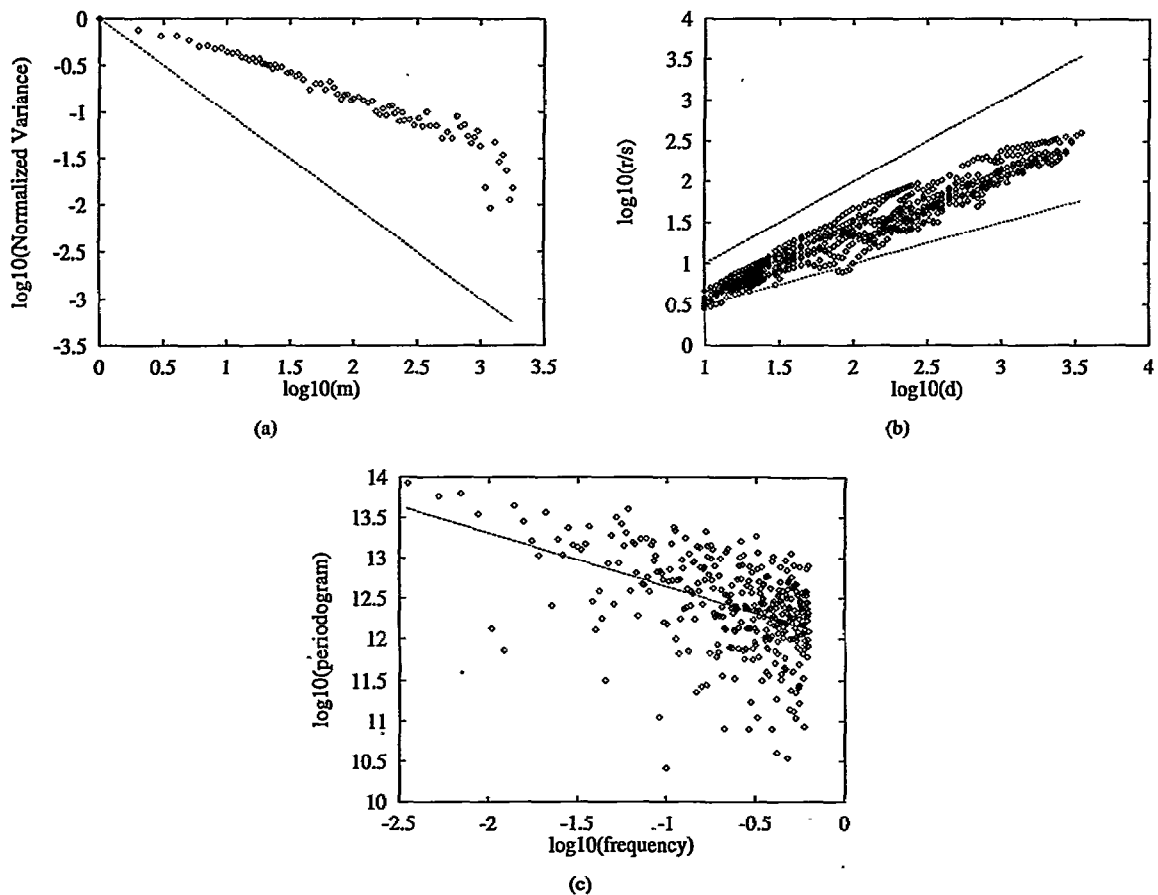 0
-0.5
-1
-1.5
-2
-2.5
-3
-3.5
log10(Normalized Variance)
0 0.5 1 1.5 2 2.5 3 3.5
log10(m)
(a)
4
3.5
3
2.5
2
1.5
1
0.5
0
log10(r/s)
1 1.5 2 2.5 3 3.5 4
log10(d)
(b)
14
13.5
13
12.5
12
11.5
11
10.5
10
log10(periodogram)
-2.5 -2 -1.5 -1 -0.5 0
log10(frequency)
(c)